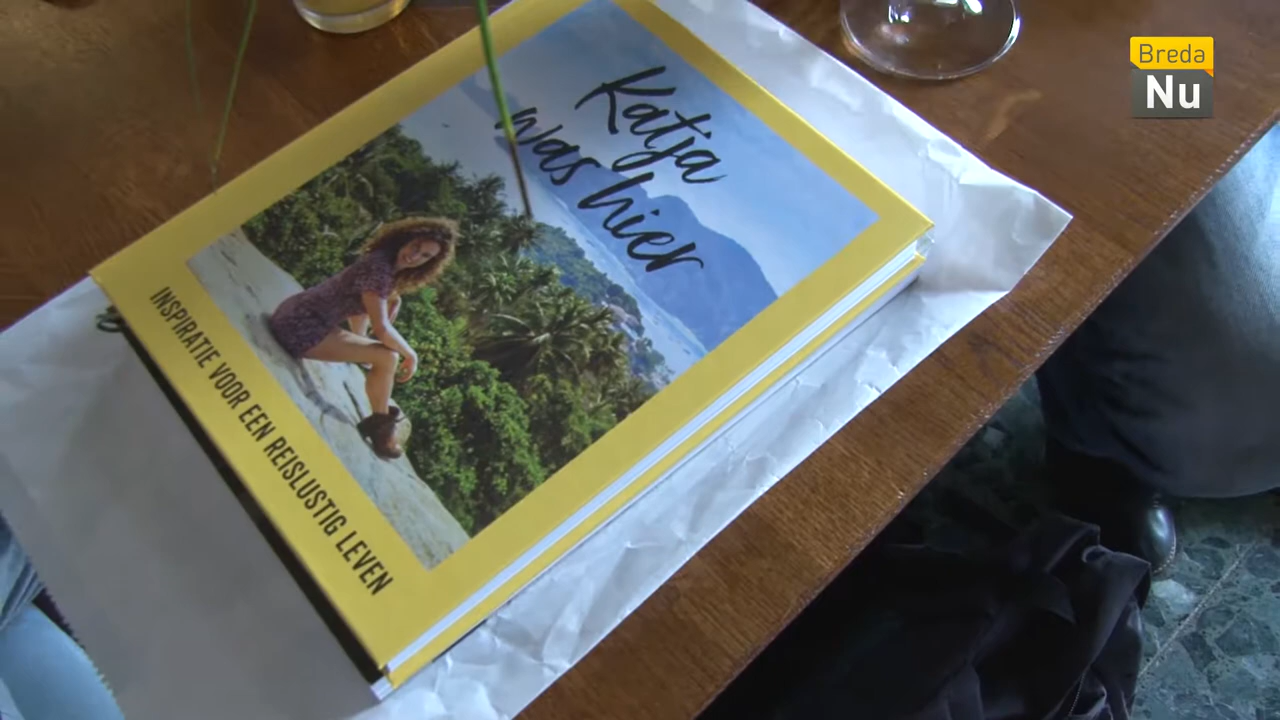 Katja
was hier
INSPIRATIE VOOR EEN REISLUSTIG LEVEN
Breda
Nu